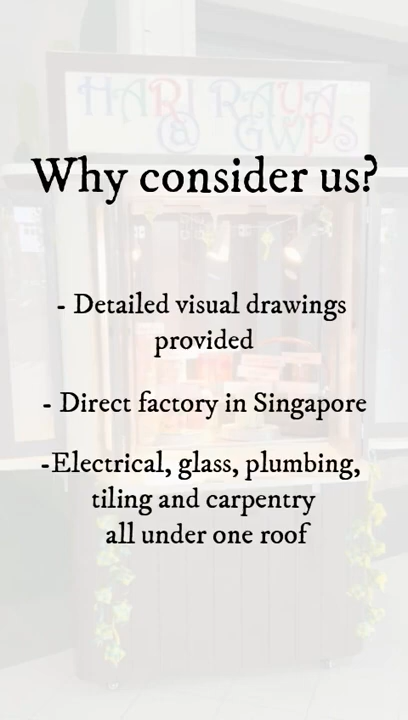 HARI RAYA
@ GWPS
Why consider us?
- Detailed visual drawings
provided
- Direct factory in Singapore
-Electrical, glass, plumbing,
tiling and carpentry
all under one roof